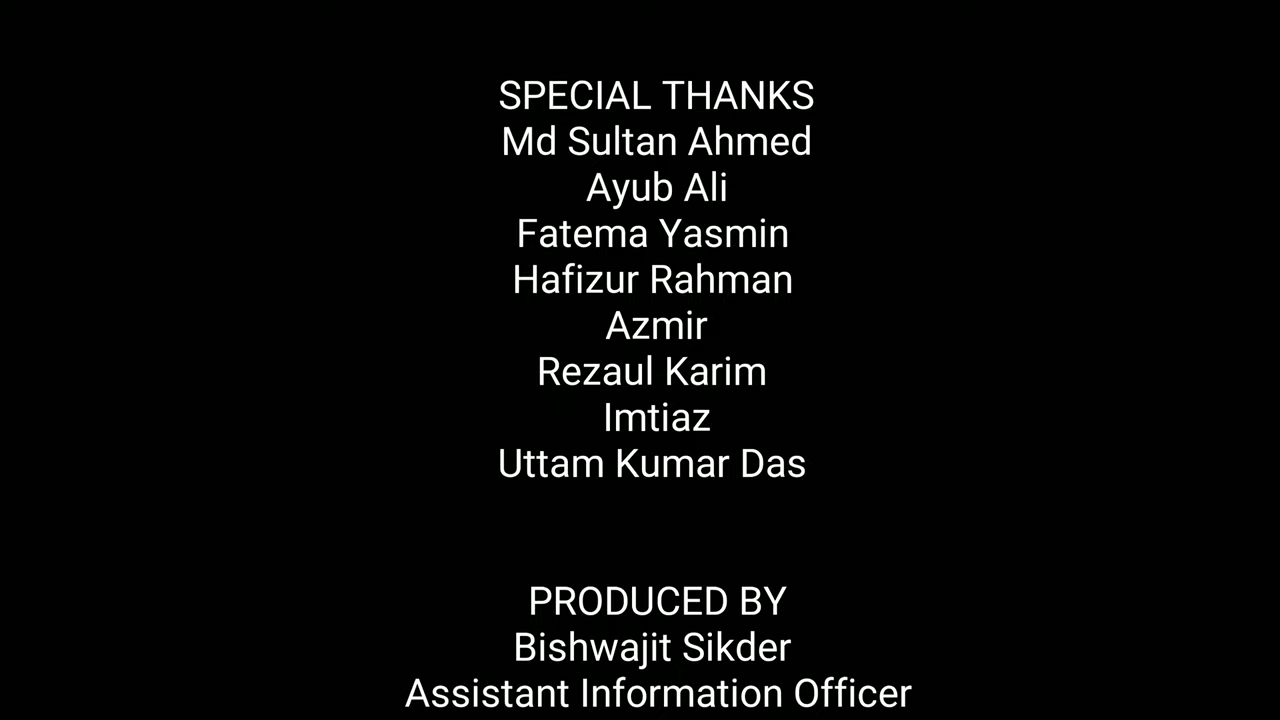 SPECIAL THANKS
Md Sultan Ahmed
Ayub Ali
Fatema Yasmin
Hafizur Rahman
Azmir
Rezaul Karim
Imtiaz
Uttam Kumar Das
PRODUCED BY
Bishwajit Sikder
Assistant Information Officer